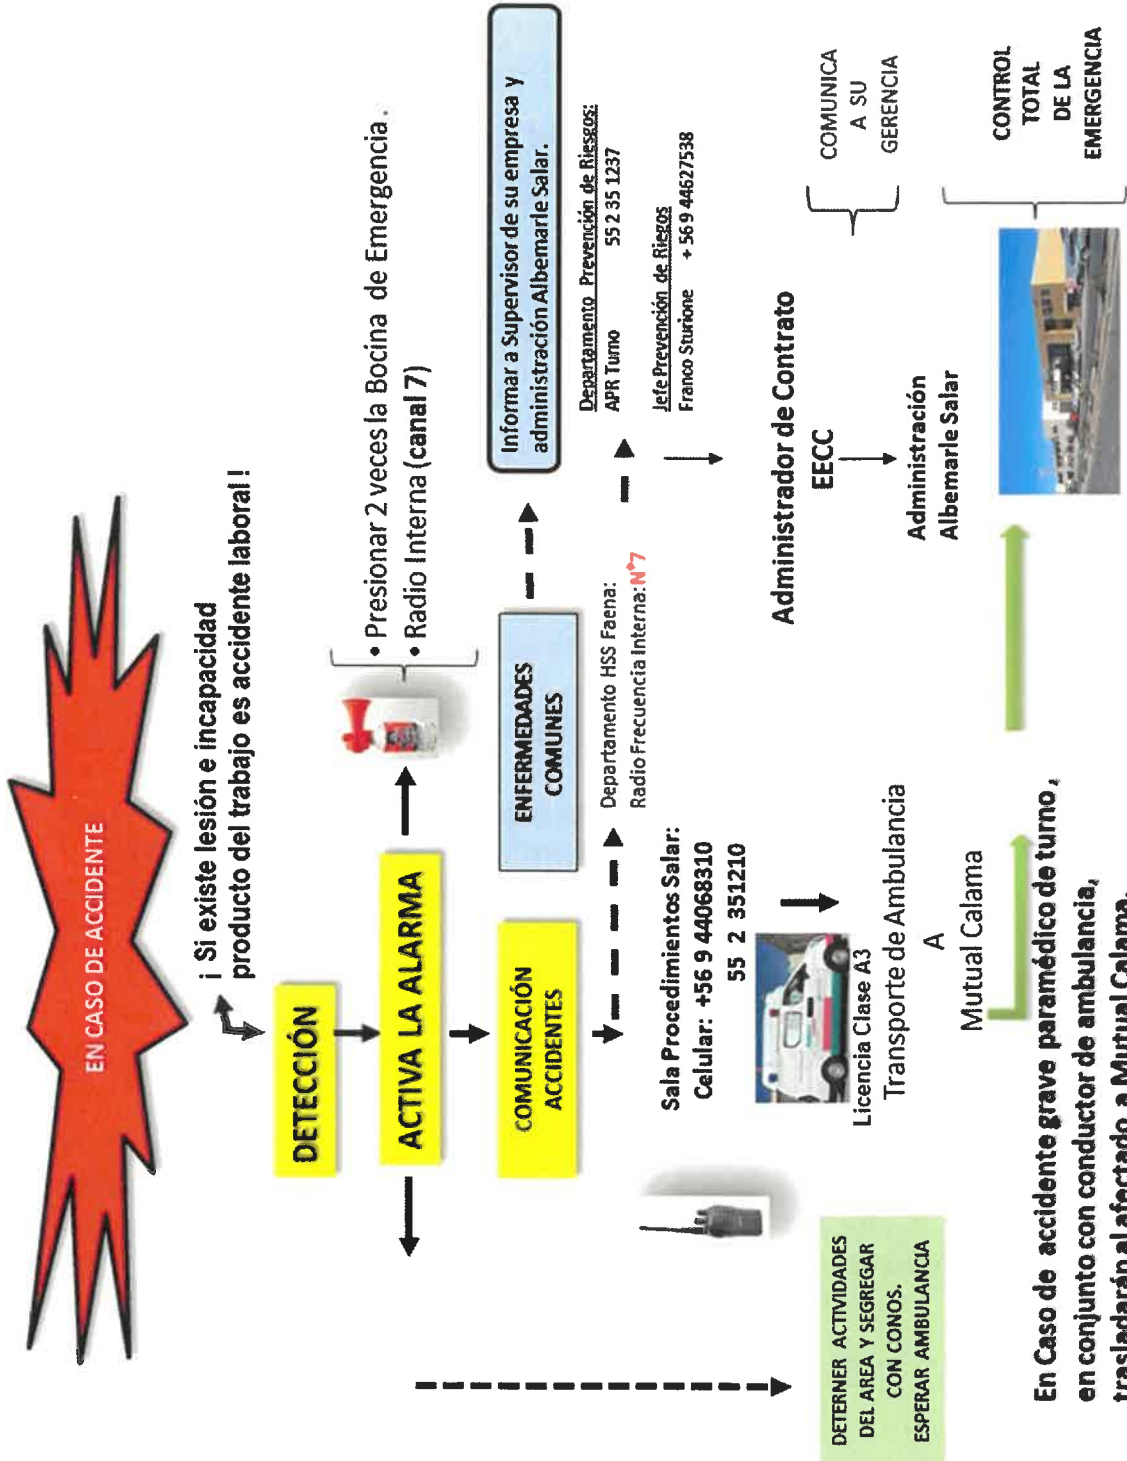 EN CASO DE ACCIDENTE
¡ Si existe lesión e incapacidad
producto del trabajo es accidente laboral !
DETECCIÓN
ACTIVA LA ALARMA
• Presionar 2 veces la Bocina de Emergencia .
• Radio Interna (canal 7)
COMUNICACIÓN
ACCIDENTES
ENFERMEDADES
COMUNES
Informar a Supervisor de su empresa y
administración Albemarle Salar.
Departamento HSS Faena:
Radio Frecuencia Interna: N°7
Departamento Prevención de Riesgos:
APR Turno 55 2 35 1237
Jefe Prevención de Riegos
Franco Sturione + 56 9 44627538
Sala Procedimientos Salar:
Celular: +56 9 44068310
55 2 351210
Licencia Clase A3
Transporte de Ambulancia
A
Mutual Calama
Administrador de Contrato
EECC
Administración
Albemarle Salar
COMUNICA
A SU
GERENCIA
CONTROL
TOTAL
DE LA
EMERGENCIA
DETERNER ACTIVIDADES
DEL AREA Y SEGREGAR
CON CONOS.
ESPERAR AMBULANCIA
En Caso de accidente grave paramédico de turno,
en conjunto con conductor de ambulancia,
trasladarán al afectado a Mutual Calama.